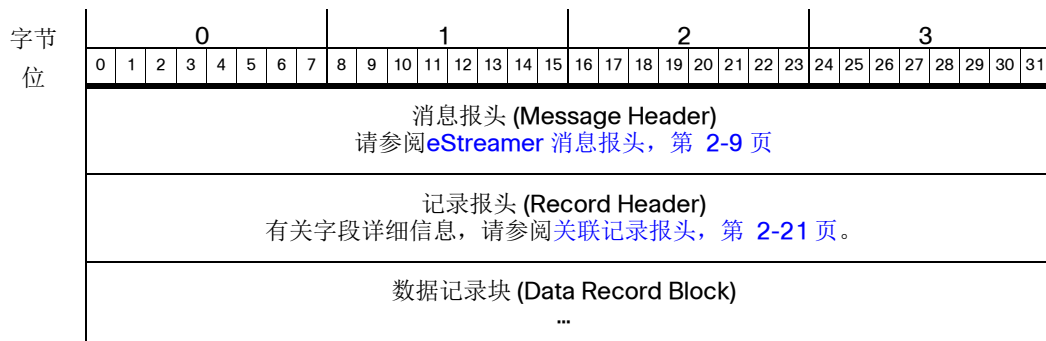 字节 0 1 2 3
位 0 1 2 3 4 5 6 7 8 9 10 11 12 13 14 15 16 17 18 19 20 21 22 23 24 25 26 27 28 29 30 31
消息报头 (Message Header)
请参阅eStreamer 消息报头，第 2-9 页
记录报头 (Record Header)
有关字段详细信息，请参阅关联记录报头，第 2-21 页。
数据记录块 (Data Record Block)
...